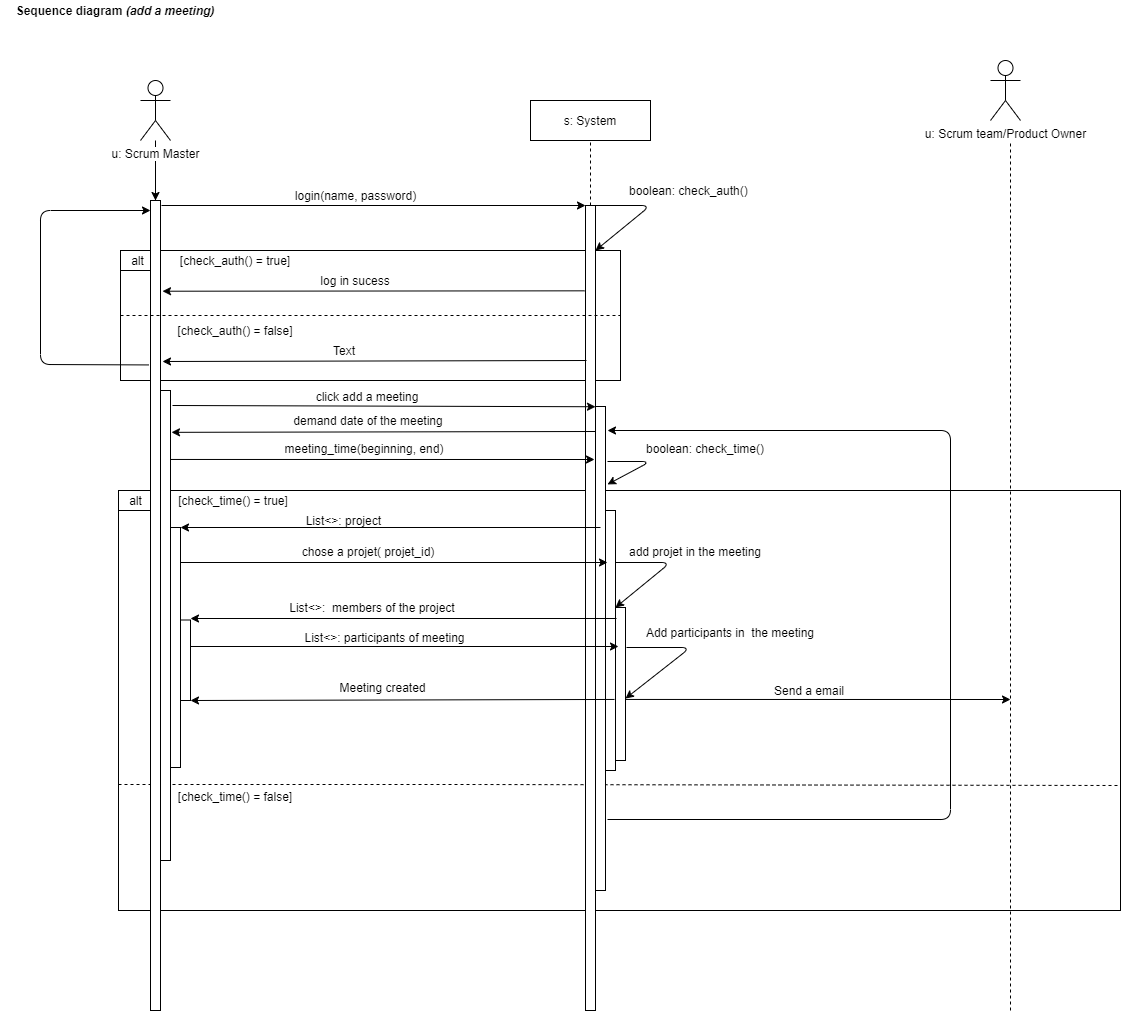 Sequence diagram (add a meeting)
u: Scrum Master
s: System
u: Scrum team/Product Owner
login(name, password)
boolean: check_auth()
alt
[check_auth() = true]
log in sucess
[check_auth() = false]
Text
click add a meeting
demand date of the meeting
meeting_time(beginning, end)
boolean: check_time()
alt
[check_time() = true]
List<>: project
chose a projet( projet_id)
add projet in the meeting
List<>:  members of the project
List<>: participants of meeting
Add participants in  the meeting
Meeting created
Send a email
[check_time() = false]